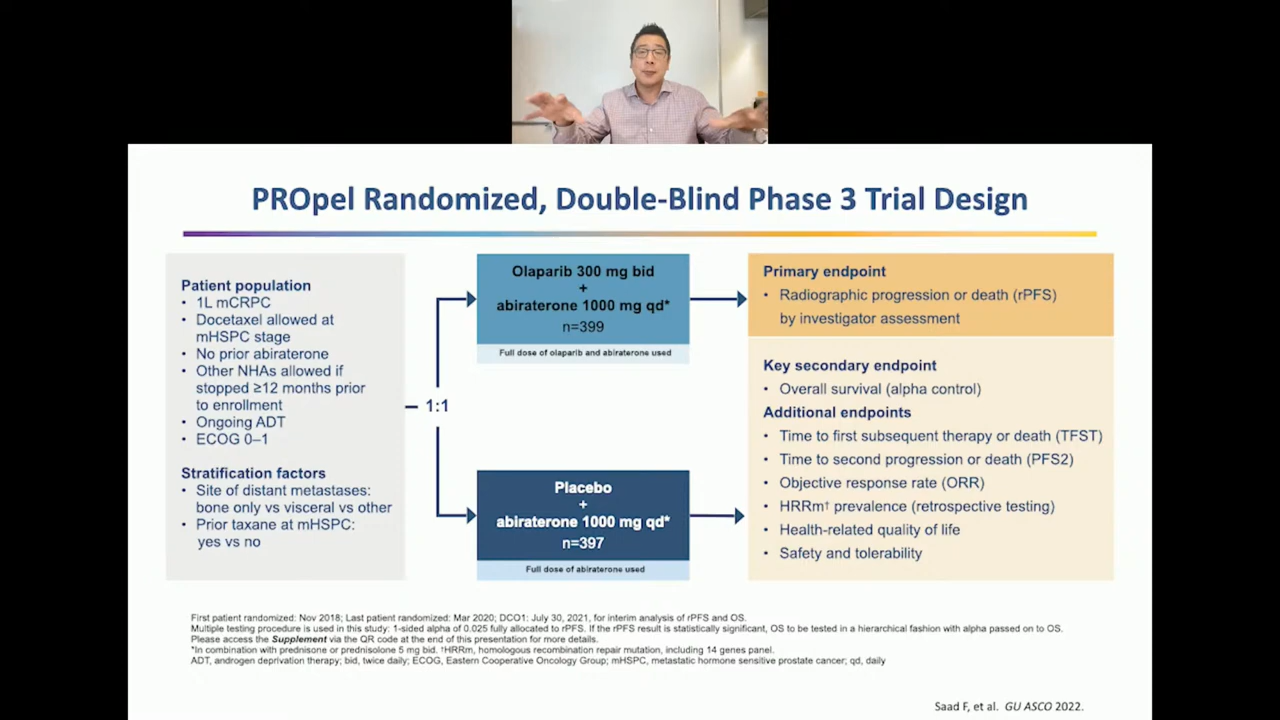 PROpel Randomized, Double-Blind Phase 3 Trial Design
Patient population
• 1L mCRPC
• Docetaxel allowed at
mHSPC stage
• No prior abiraterone
• Other NHAs allowed if
stopped ≥12 months prior
to enrollment
• Ongoing ADT
• ECOG 0–1
Stratification factors
• Site of distant metastases:
bone only vs visceral vs other
• Prior taxane at mHSPC:
yes vs no
1:1
Olaparib 300 mg bid
+
abiraterone 1000 mg qd*
n=399
Full dose of olaparib and abiraterone used
Placebo
+
abiraterone 1000 mg qd*
n=397
Full dose of abiraterone used
Primary endpoint
• Radiographic progression or death (rPFS)
by investigator assessment
Key secondary endpoint
• Overall survival (alpha control)
Additional endpoints
• Time to first subsequent therapy or death (TFST)
• Time to second progression or death (PFS2)
• Objective response rate (ORR)
• HRRm† prevalence (retrospective testing)
• Health-related quality of life
• Safety and tolerability
First patient randomized: Nov 2018; Last patient randomized: Mar 2020; DCO1: July 30, 2021, for interim analysis of rPFS and OS.
Multiple testing procedure is used in this study: 1-sided alpha of 0.025 fully allocated to rPFS. If the rPFS result is statistically significant, OS to be tested in a hierarchical fashion with alpha passed on to OS.
Please access the Supplement via the QR code at the end of this presentation for more details.
*In combination with prednisone or prednisolone 5 mg bid. †HRRm, homologous recombination repair mutation, including 14 genes panel.
ADT, androgen deprivation therapy; bid, twice daily; ECOG, Eastern Cooperative Oncology Group; mHSPC, metastatic hormone sensitive prostate cancer; qd, daily
Saad F, et al. GU ASCO 2022.